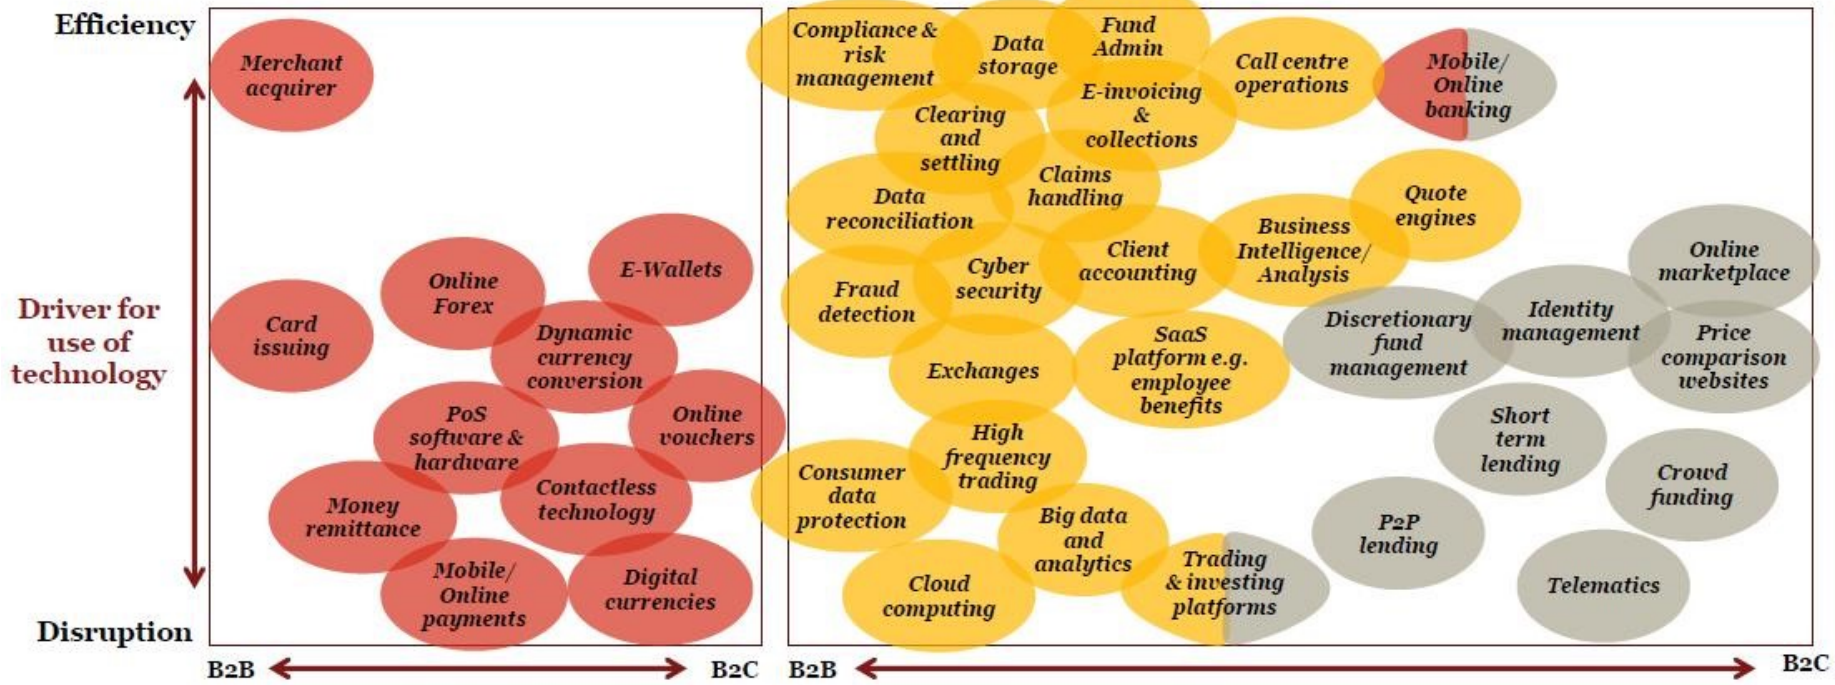 Efficiency
Driver for
use of
technology
Disruption
Merchant
acquirer
Card
issuing
Online
Forex
E-Wallets
Dynamic
currency
conversion
PoS
software &
hardware
Online
vouchers
Money
remittance
Contactless
technology
Mobile/
Online
payments
Digital
currencies
B2B
B2C
Compliance &
risk
management
Data
storage
Fund
Admin
Call centre
operations
Mobile/
Online
banking
E-invoicing
&
collections
Clearing
and
settling
Claims
handling
Data
reconciliation
Quote
engines
Business
Intelligence/
Analysis
Client
accounting
Cyber
security
Fraud
detection
Online
marketplace
Identity
management
Discretionary
fund
management
Price
comparison
websites
SaaS
platform e.g.
employee
benefits
Exchanges
Short
term
lending
High
frequency
trading
Consumer
data
protection
Crowd
funding
Big data
and
analytics
P2P
lending
Trading
& investing
platforms
Cloud
computing
Telematics
B2B
B2C